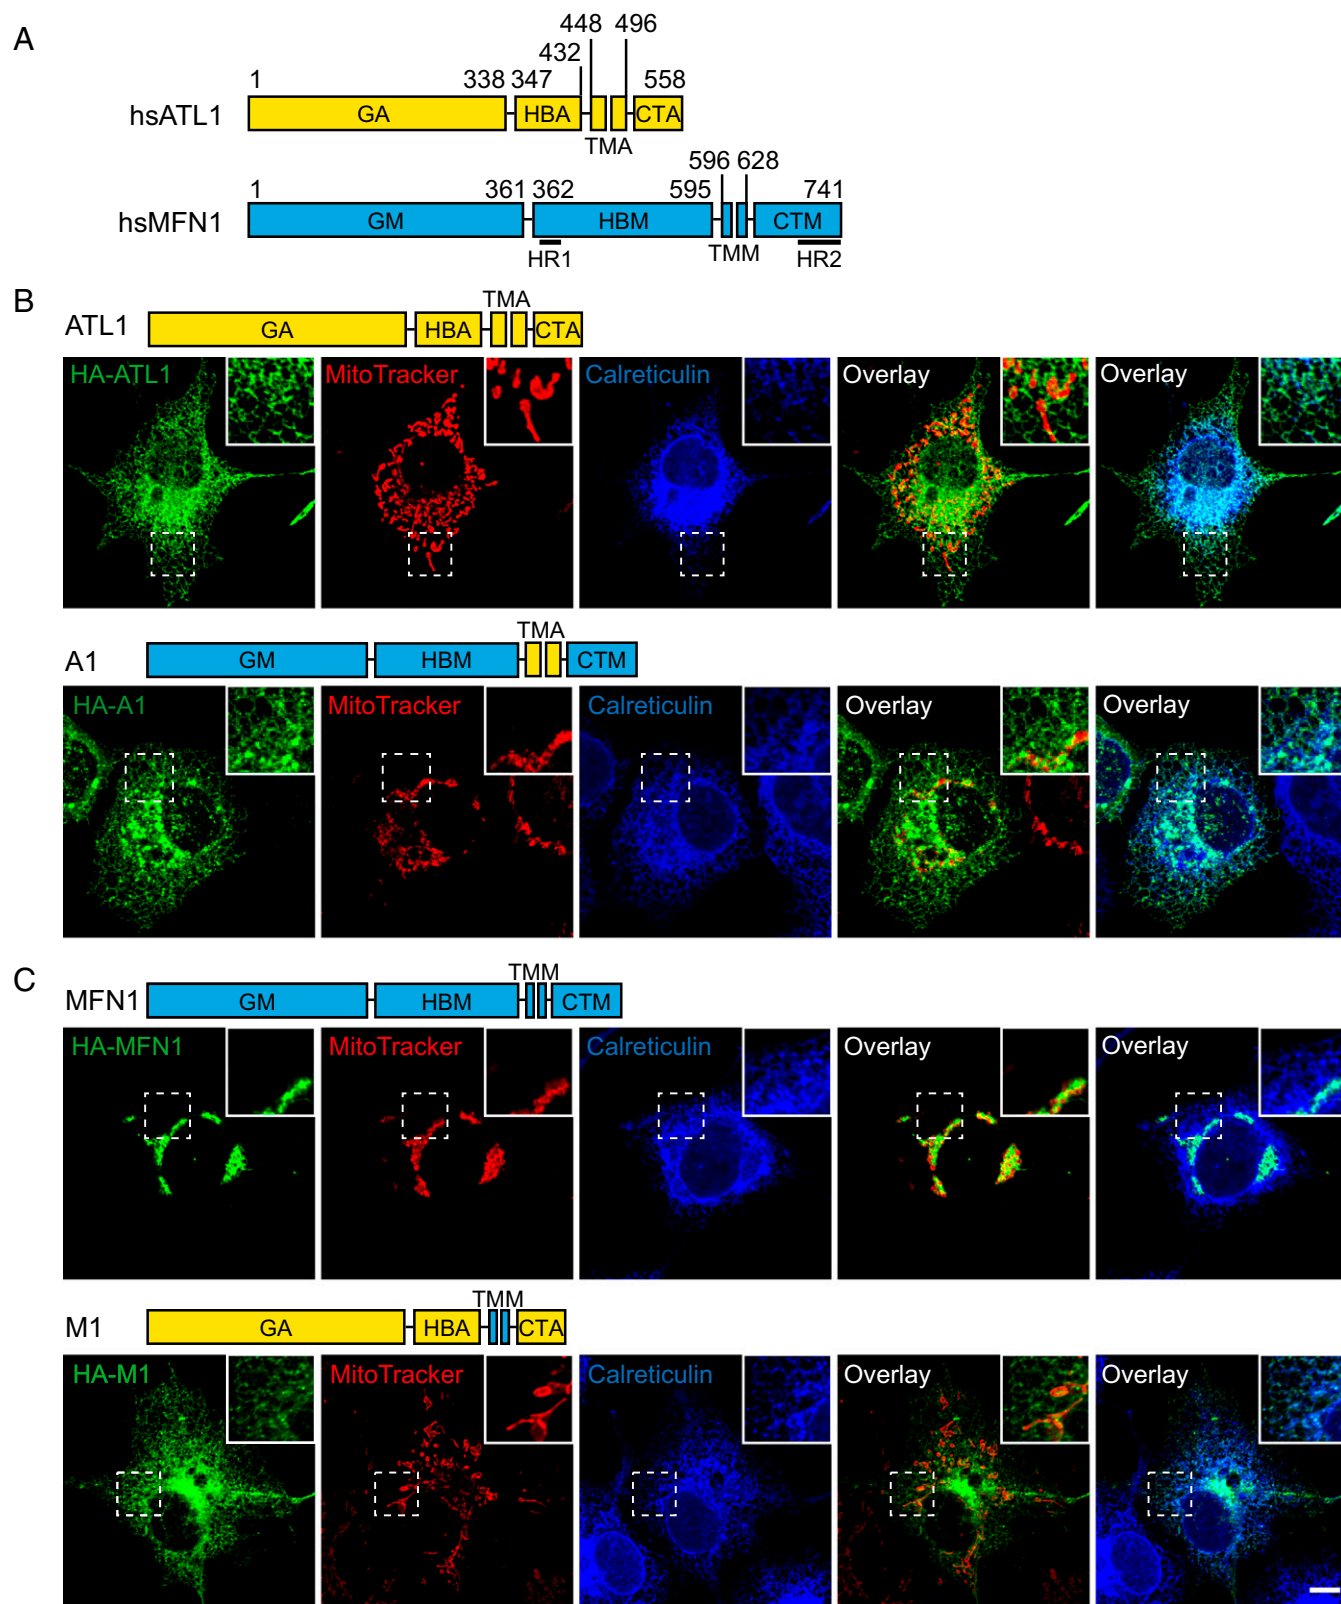 A
448 496
432
1 338 347 558
hsATL1 GA HBA CTA
TMA
596 628
1 361 362 595 741
hsMFN1 GM HBM CTM
HR1 TMM HR2
B
TMA
ATL1 GA HBA CTA
HA-ATL1 MitoTracker Calreticulin Overlay Overlay
TMA
A1 GM HBM CTM
HA-A1 MitoTracker Calreticulin Overlay Overlay
C
TMM
MFN1 GM HBM CTM
HA-MFN1 MitoTracker Calreticulin Overlay Overlay
TMM
M1 GA HBA CTA
HA-M1 MitoTracker Calreticulin Overlay Overlay